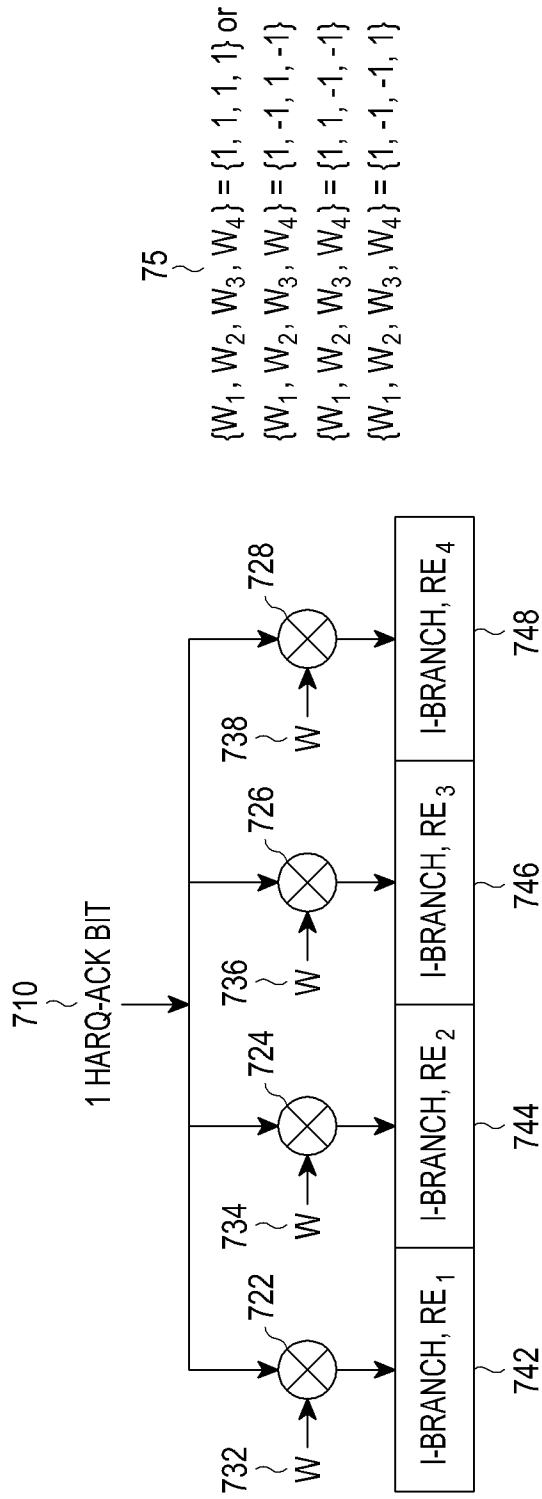 710
1 HARQ-ACK BIT
722
724
726
728
732
W
734
W
736
W
738
W
I-BRANCH, RE₁
I-BRANCH, RE₂
I-BRANCH, RE₃
I-BRANCH, RE₄
742
744
746
748
75
{W₁, W₂, W₃, W₄} = {1, 1, 1, 1} or
{W₁, W₂, W₃, W₄} = {1, -1, 1, -1}
{W₁, W₂, W₃, W₄} = {1, 1, -1, -1}
{W₁, W₂, W₃, W₄} = {1, -1, -1, 1}